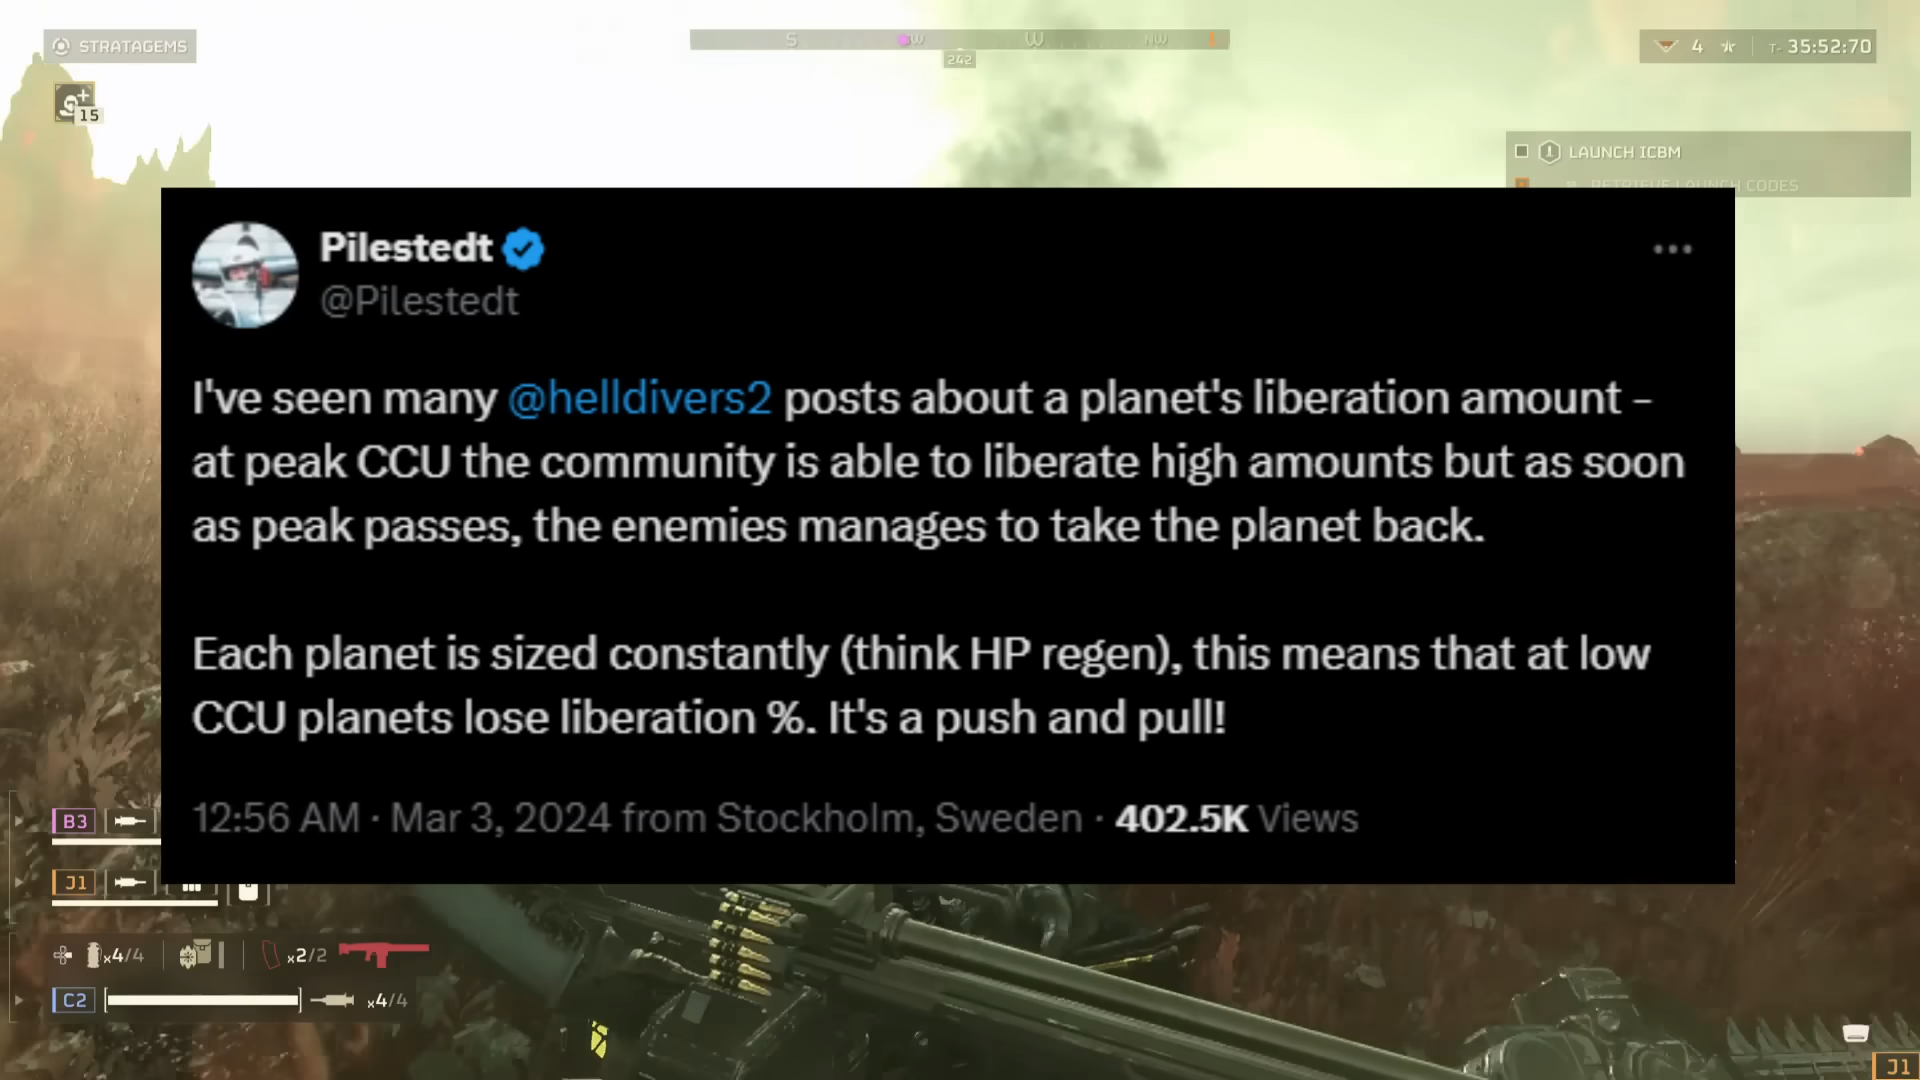 STRATAGEMS
S
W
W
NW
242
4
T- 35:52:70
15
LAUNCH ICBM
RETRIEVE LAUNCH CODES
Pilestedt
@Pilestedt
I've seen many @helldivers2 posts about a planet's liberation amount –
at peak CCU the community is able to liberate high amounts but as soon
as peak passes, the enemies manages to take the planet back.
Each planet is sized constantly (think HP regen), this means that at low
CCU planets lose liberation %. It's a push and pull!
12:56 AM · Mar 3, 2024 from Stockholm, Sweden · 402.5K Views
B3
J1
x4/4
x2/2
C2
x4/4
J1